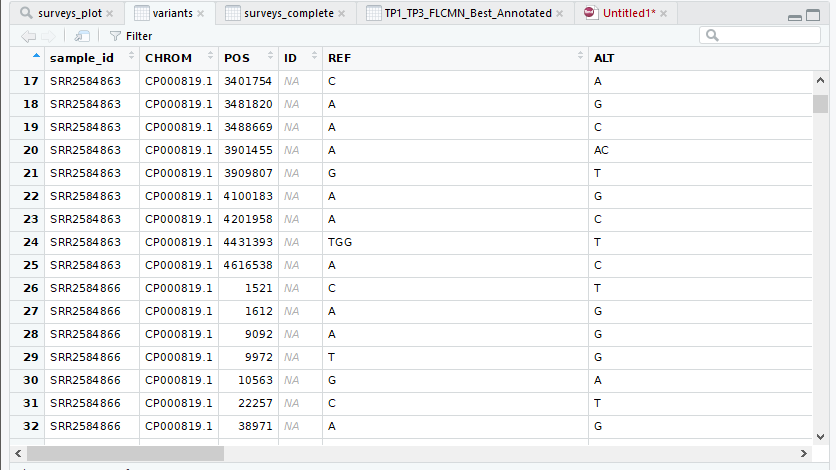 surveys_plot variants surveys_complete TP1_TP3_FLCMN_Best_Annotated Untitled1*
Filter
sample_id CHROM POS ID REF ALT
17 SRR2584863 CP000819.1 3401754 NA C A
18 SRR2584863 CP000819.1 3481820 NA A G
19 SRR2584863 CP000819.1 3488669 NA A C
20 SRR2584863 CP000819.1 3901455 NA A AC
21 SRR2584863 CP000819.1 3909807 NA G T
22 SRR2584863 CP000819.1 4100183 NA A G
23 SRR2584863 CP000819.1 4201958 NA A C
24 SRR2584863 CP000819.1 4431393 NA TGG T
25 SRR2584863 CP000819.1 4616538 NA A C
26 SRR2584866 CP000819.1 1521 NA C T
27 SRR2584866 CP000819.1 1612 NA A G
28 SRR2584866 CP000819.1 9092 NA A G
29 SRR2584866 CP000819.1 9972 NA T G
30 SRR2584866 CP000819.1 10563 NA G A
31 SRR2584866 CP000819.1 22257 NA C T
32 SRR2584866 CP000819.1 38971 NA A G